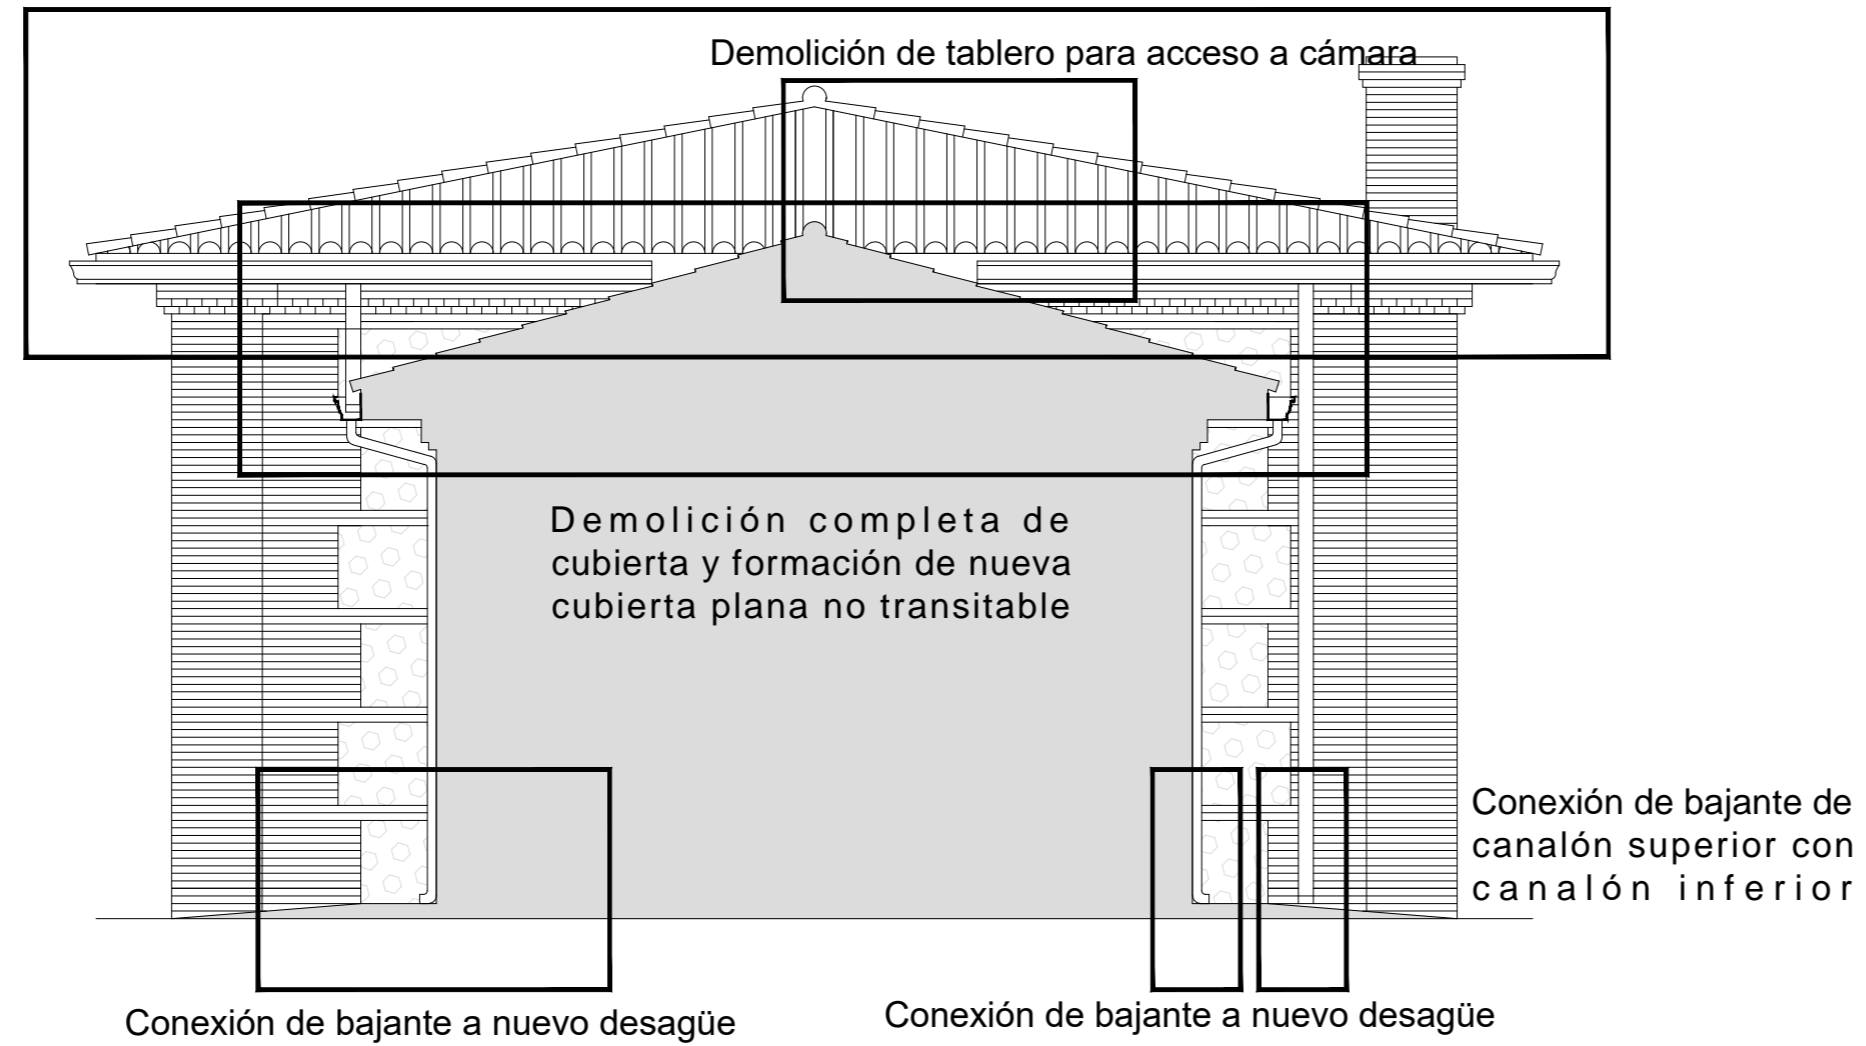 Demolición de tablero para acceso a cámara
Demolición completa de
cubierta y formación de nueva
cubierta plana no transitable
Conexión de bajante de
canalón superior con
canalón inferior
Conexión de bajante a nuevo desagüe
Conexión de bajante a nuevo desagüe